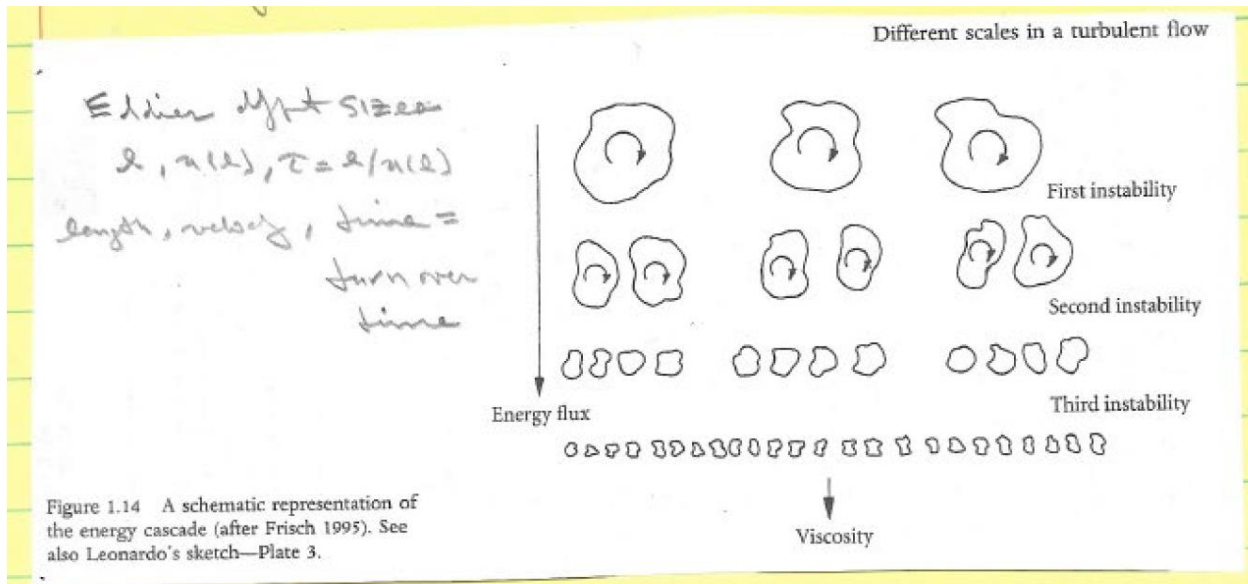 Different scales in a turbulent flow
Eddies diffnt sizes
l, u(l), τ = l/u(l)
length, velocity, time =
turn over
time
First instability
Second instability
Energy flux
Third instability
Figure 1.14 A schematic representation of
the energy cascade (after Frisch 1995). See
also Leonardo's sketch—Plate 3.
Viscosity